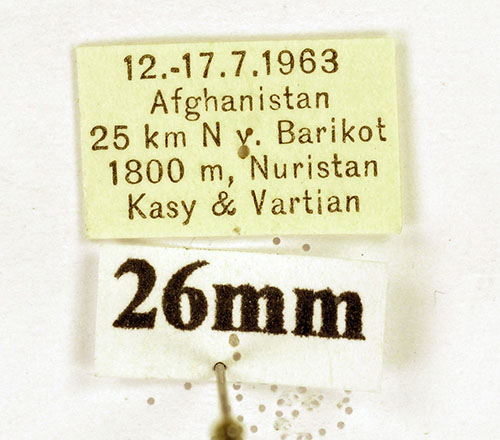 12.-17.7.1963
Afghanistan
25 km N v. Barikot
1800 m, Nuristan
Kasy & Vartian
26mm